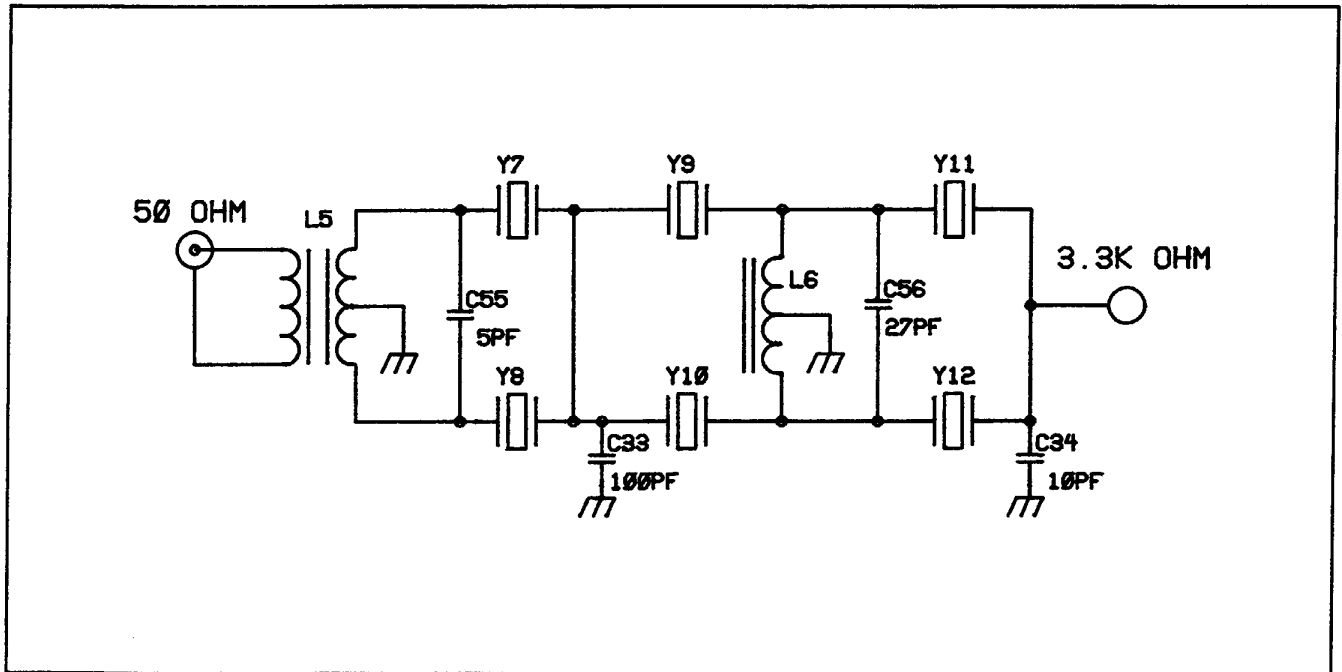 50 OHM
L5
Y7
Y9
Y11
3.3K OHM
C55
5PF
L6
C56
27PF
Y8
Y10
Y12
C33
100PF
C34
10PF